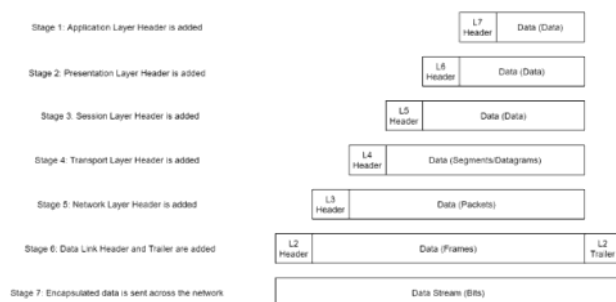 Stage 1: Application Layer Header is added
L7
Header
Data (Data)
Stage 2: Presentation Layer Header is added
L6
Header
Data (Data)
Stage 3. Session Layer Header is added
L5
Header
Data (Data)
Stage 4: Transport Layer Header is added
L4
Header
Data (Segments/Datagrams)
Stage 5: Network Layer Header is added
L3
Header
Data (Packets)
Stage 6: Data Link Header and Trailer are added
L2
Header
Data (Frames)
L2
Trailer
Stage 7: Encapsulated data is sent across the network
Data Stream (Bits)